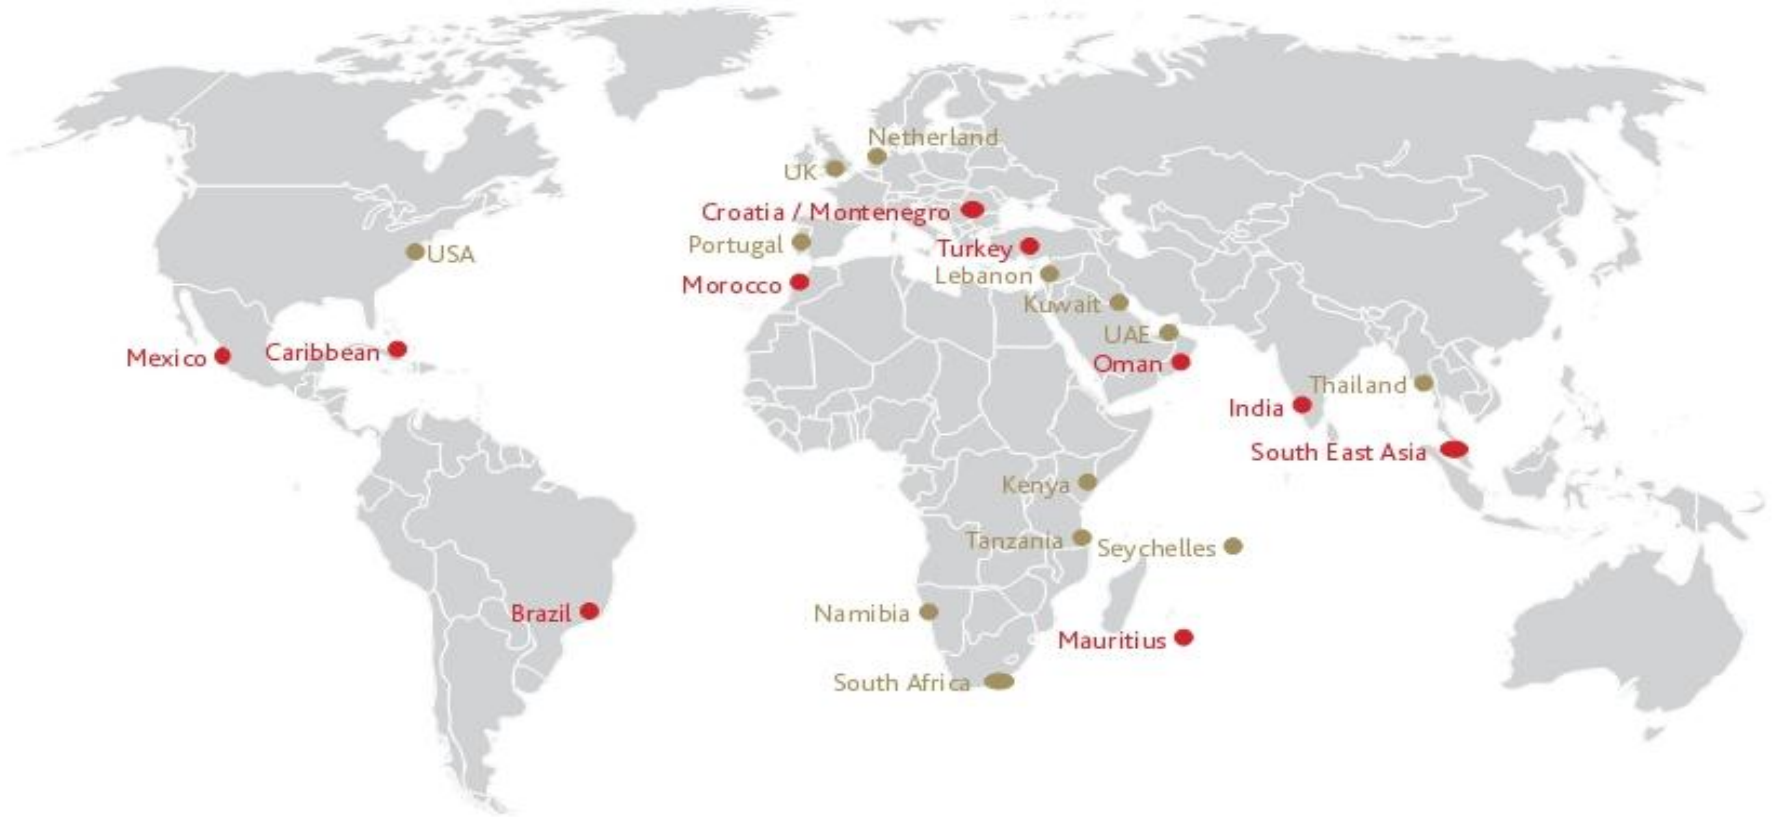 Netherland
UK
Croatia / Montenegro
Portugal
Turkey
USA
Lebanon
Morocco
Kuwait
UAE
Mexico
Caribbean
Oman
Thailand
India
South East Asia
Kenya
Tanzania
Seychelles
Brazil
Namibia
Mauritius
South Africa